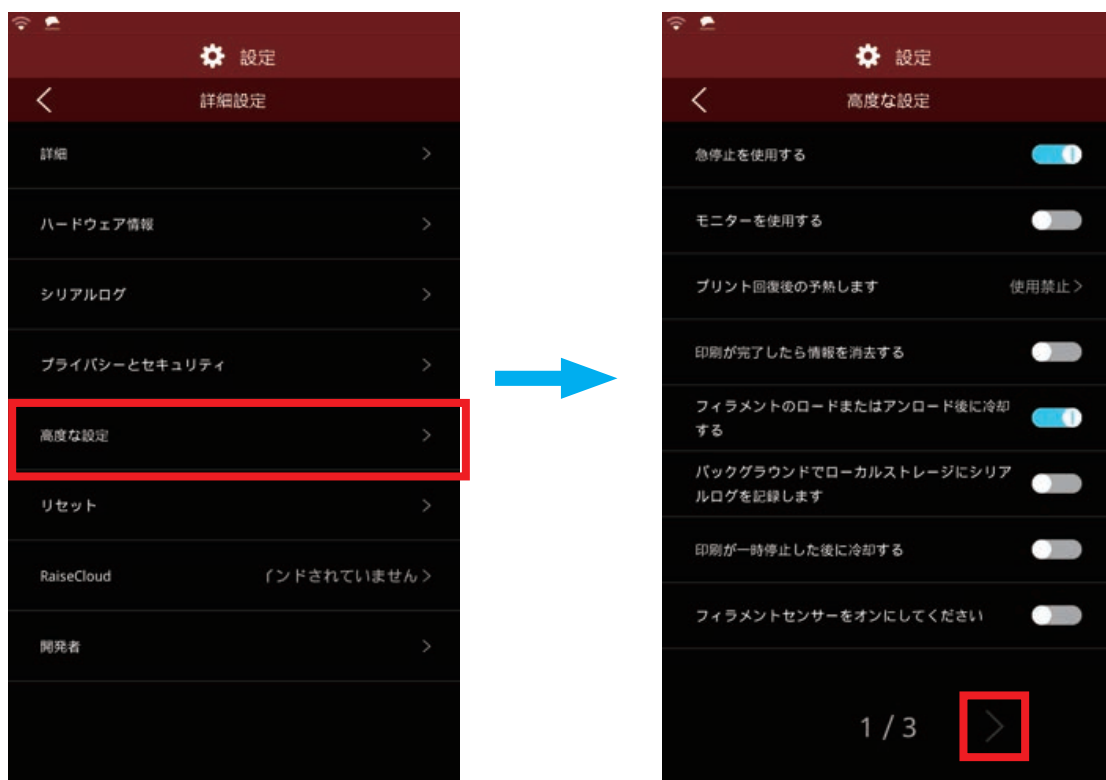 設定
詳細設定
詳細
ハードウェア情報
シリアルログ
プライバシーとセキュリティ
高度な設定
リセット
RaiseCloud インドされていません
開発者
設定
高度な設定
急停止を使用する
モニターを使用する
プリント回復後の予熱します 使用禁止
印刷が完了したら情報を消去する
フィラメントのロードまたはアンロード後に冷却
する
バックグラウンドでローカルストレージにシリア
ルログを記録します
印刷が一時停止した後に冷却する
フィラメントセンサーをオンにしてください
1 / 3